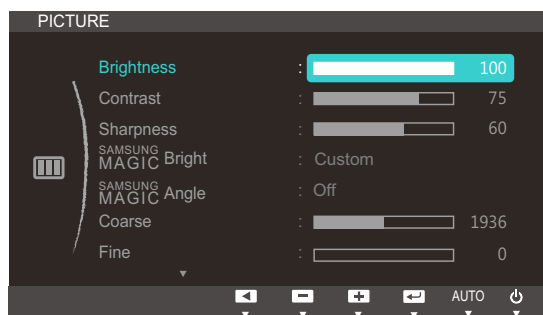 PICTURE
Brightness : 100
Contrast : 75
Sharpness : 60
SAMSUNG MAGIC Bright : Custom
SAMSUNG MAGIC Angle : Off
Coarse : 1936
Fine : 0
AUTO